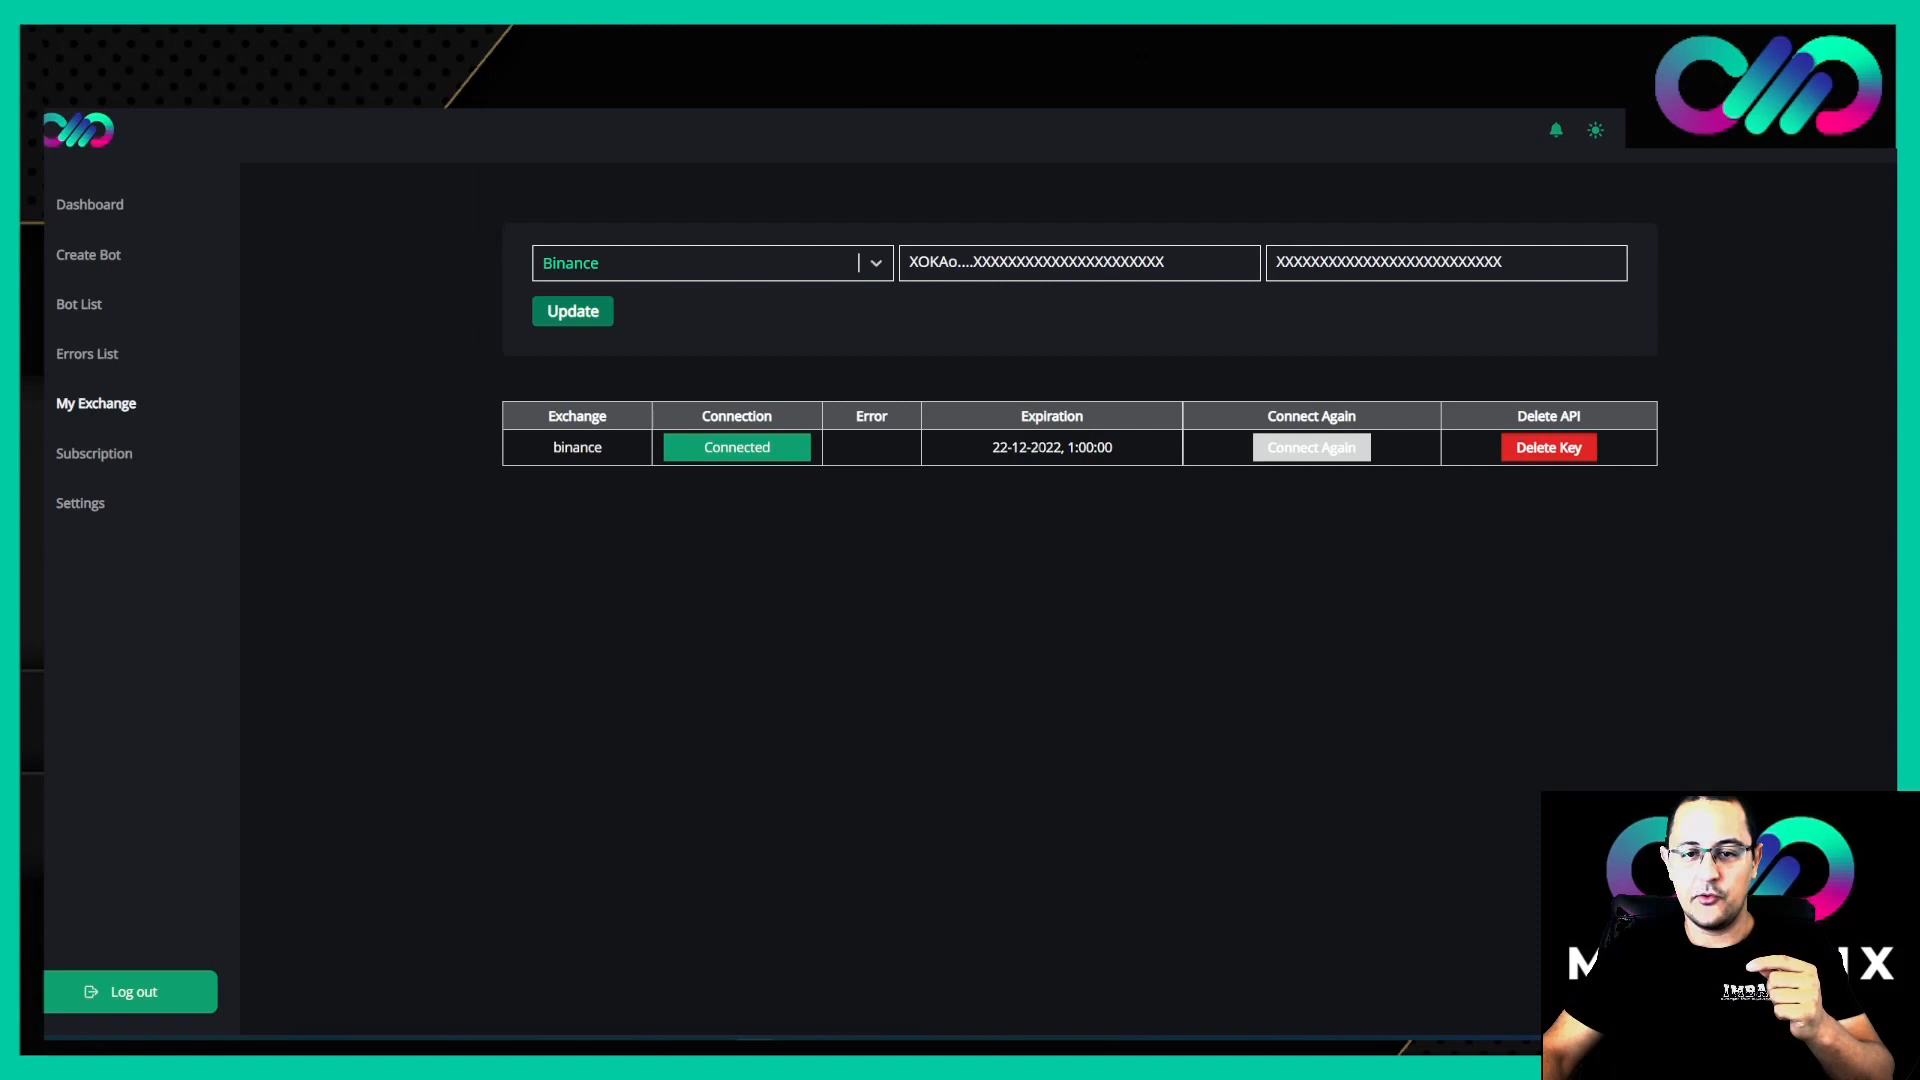 Dashboard
Create Bot
Bot List
Errors List
My Exchange
Subscription
Settings
Log out
Binance
XOKAo....XXXXXXXXXXXXXXXXXXXXXX
XXXXXXXXXXXXXXXXXXXXXXXXXX
Update
Exchange Connection Error Expiration Connect Again Delete API
binance Connected 22-12-2022, 1:00:00 Connect Again Delete Key